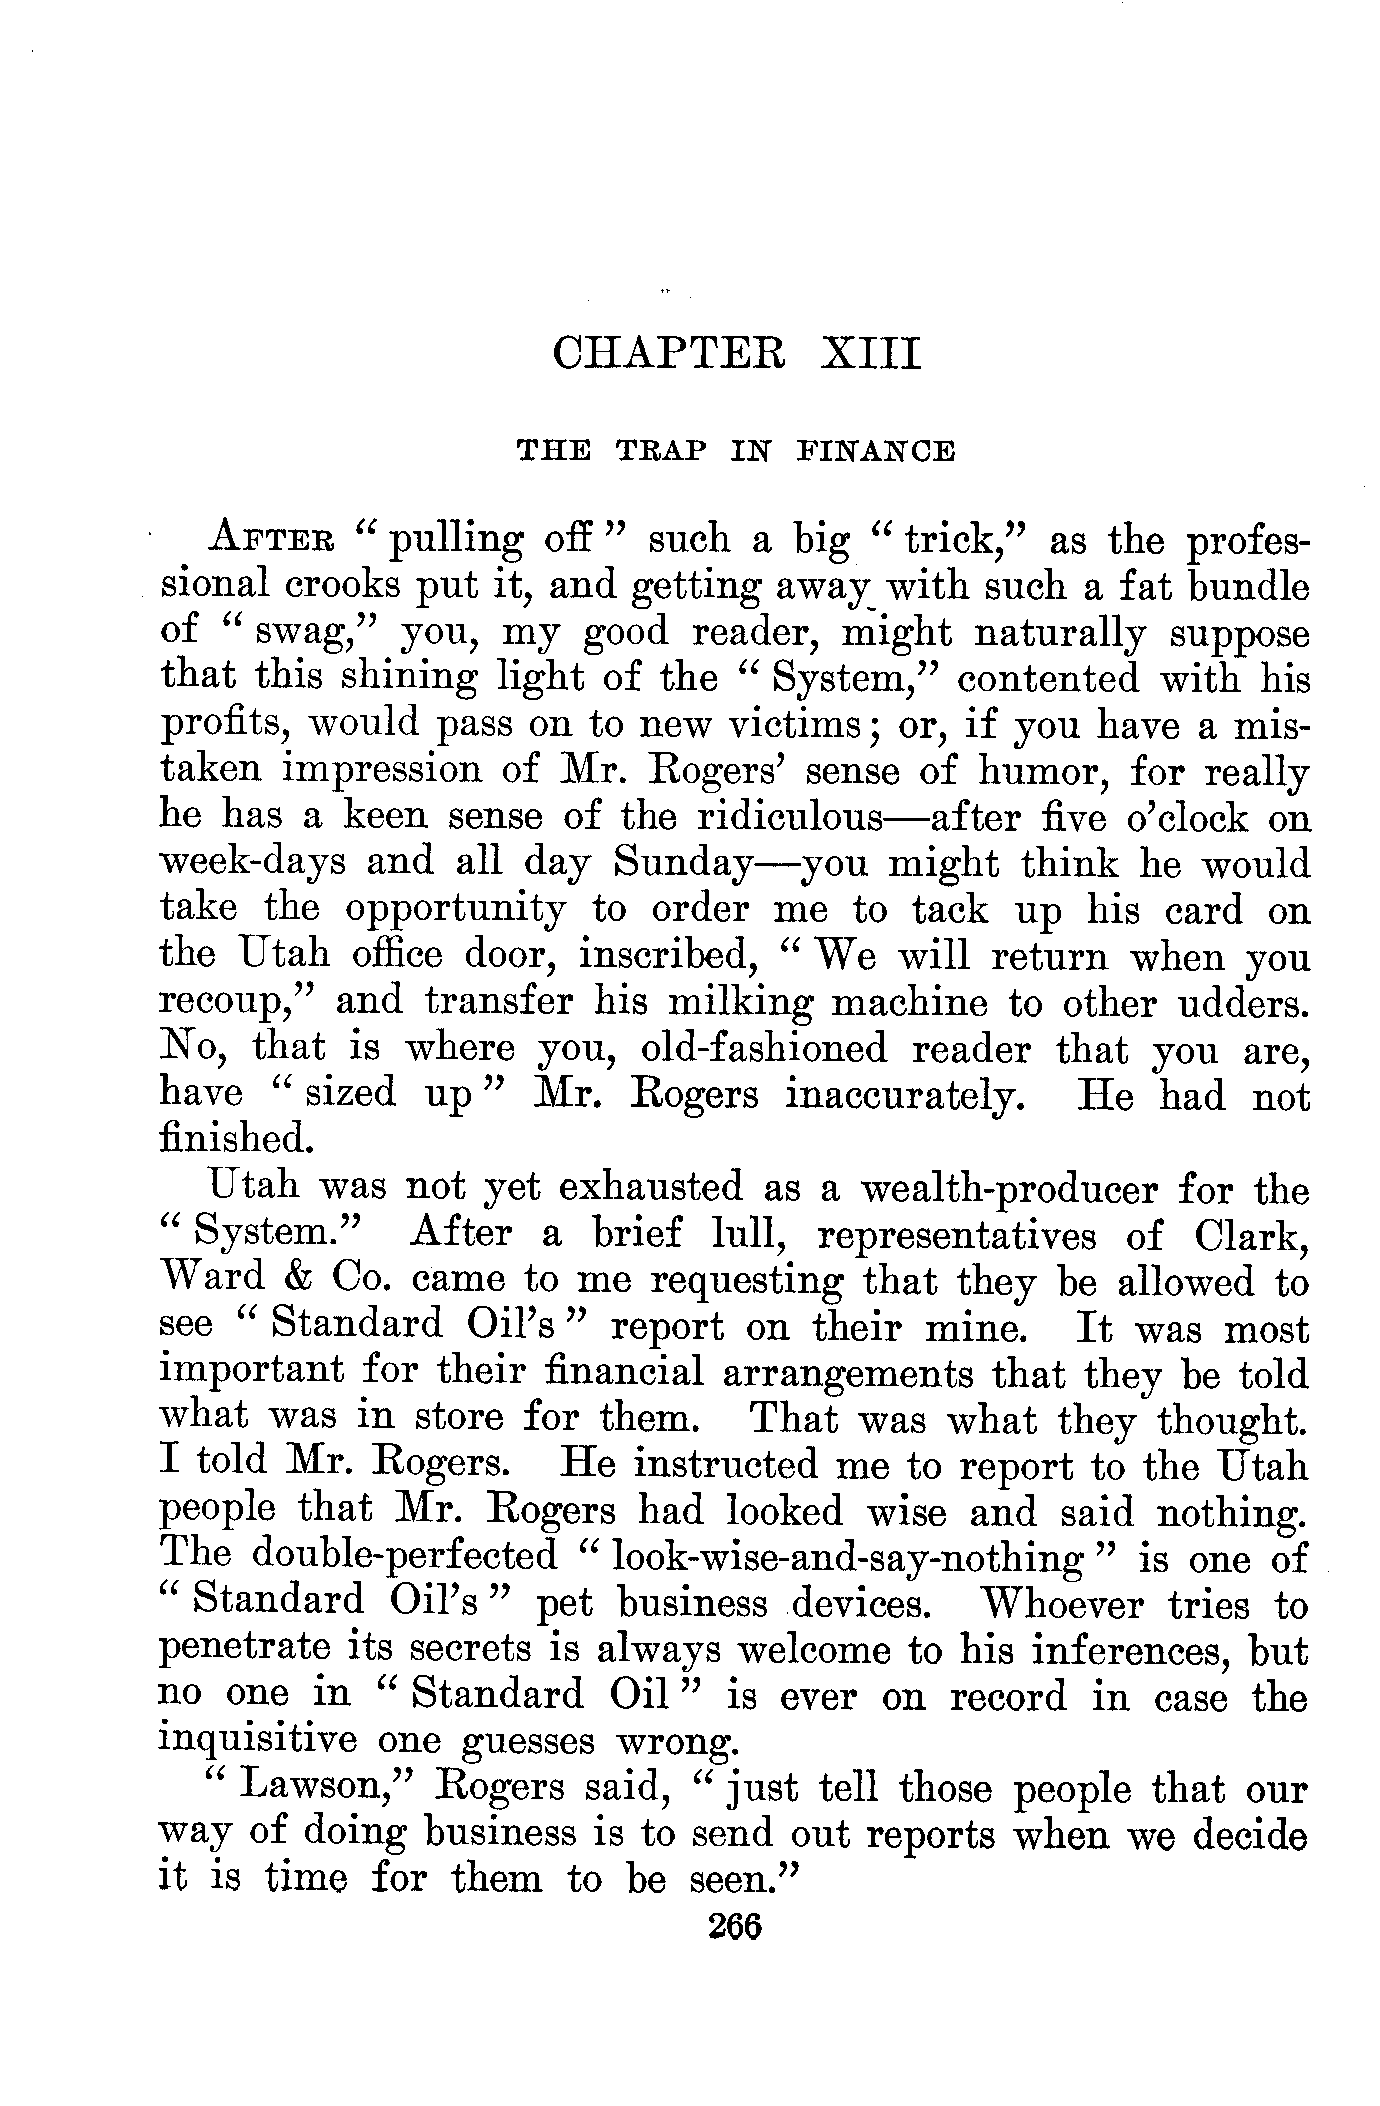 CHAPTER XIII
THE TRAP IN FINANCE
AFTER “ pulling off ” such a big “ trick,” as the profes-
sional crooks put it, and getting away with such a fat bundle
of “ swag,” you, my good reader, might naturally suppose
that this shining light of the “ System,” contented with his
profits, would pass on to new victims; or, if you have a mis-
taken impression of Mr. Rogers’ sense of humor, for really
he has a keen sense of the ridiculous—after five o’clock on
week-days and all day Sunday—you might think he would
take the opportunity to order me to tack up his card on
the Utah office door, inscribed, “ We will return when you
recoup,” and transfer his milking machine to other udders.
No, that is where you, old-fashioned reader that you are,
have “ sized up ” Mr. Rogers inaccurately. He had not
finished.
Utah was not yet exhausted as a wealth-producer for the
“ System.” After a brief lull, representatives of Clark,
Ward & Co. came to me requesting that they be allowed to
see “ Standard Oil’s ” report on their mine. It was most
important for their financial arrangements that they be told
what was in store for them. That was what they thought.
I told Mr. Rogers. He instructed me to report to the Utah
people that Mr. Rogers had looked wise and said nothing.
The double-perfected “ look-wise-and-say-nothing ” is one of
“ Standard Oil’s ” pet business devices. Whoever tries to
penetrate its secrets is always welcome to his inferences, but
no one in “ Standard Oil ” is ever on record in case the
inquisitive one guesses wrong.
“ Lawson,” Rogers said, “ just tell those people that our
way of doing business is to send out reports when we decide
it is time for them to be seen.”
266